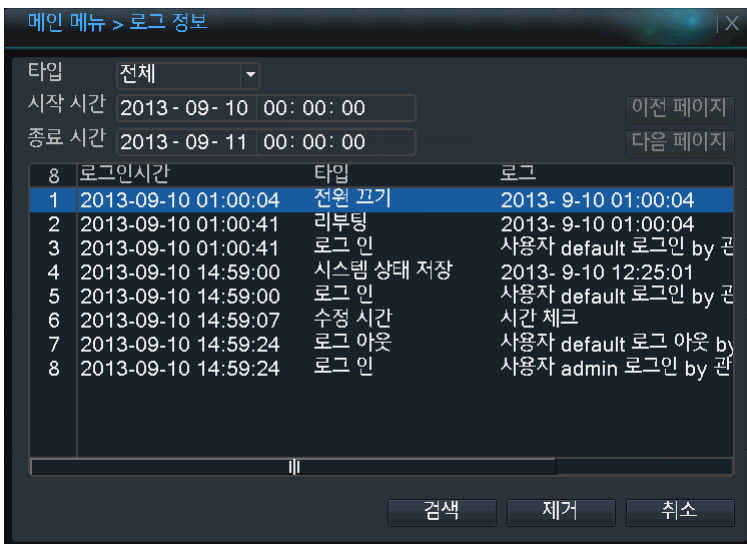 메인 메뉴 > 로그 정보 X
타입 전체
시작 시간 2013 - 09 - 10 00: 00: 00 이전 페이지
종료 시간 2013 - 09 - 11 00: 00: 00 다음 페이지
8 로그인시간 타입 로그
1 2013-09-10 01:00:04 전원 끄기 2013- 9-10 01:00:04
2 2013-09-10 01:00:41 리부팅 2013- 9-10 01:00:04
3 2013-09-10 01:00:41 로그 인 사용자 default 로그인 by 관
4 2013-09-10 14:59:00 시스템 상태 저장 2013- 9-10 12:25:01
5 2013-09-10 14:59:00 로그 인 사용자 default 로그인 by 관
6 2013-09-10 14:59:07 수정 시간 시간 체크
7 2013-09-10 14:59:24 로그 아웃 사용자 default 로그 아웃 by
8 2013-09-10 14:59:24 로그 인 사용자 admin 로그인 by 관
검색 제거 취소